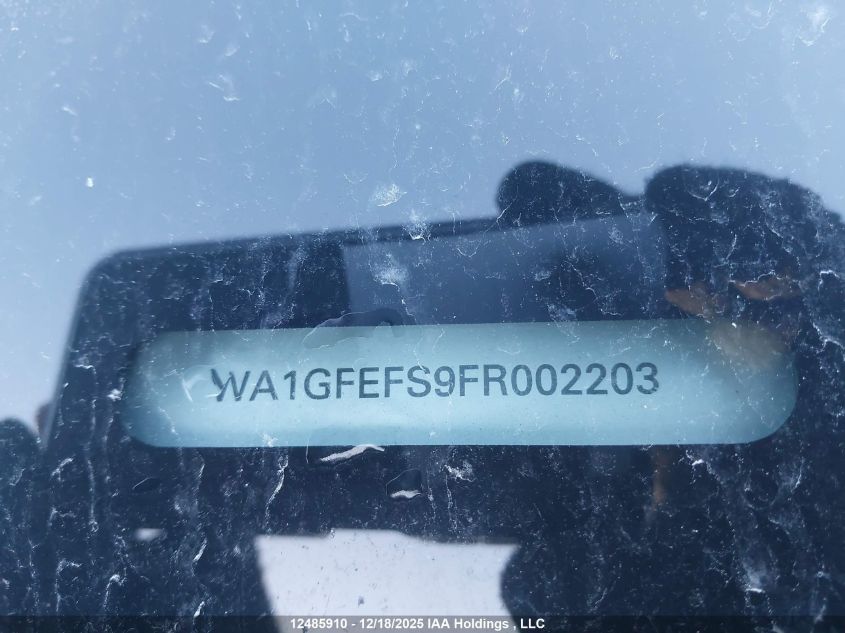 WA1GFEFS9FR002203
12485910 - 12/18/2025 IAA Holdings , LLC